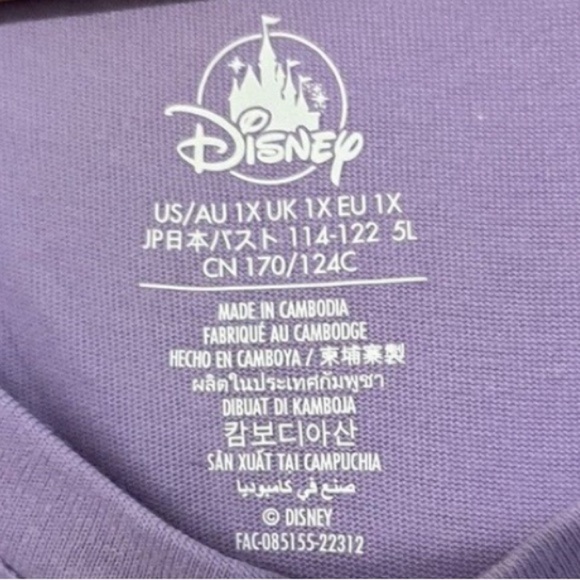 Disney
US/AU 1X UK 1X EU 1X
JP日本バスト 114-122 5L
CN 170/124C
MADE IN CAMBODIA
FABRIQUÉ AU CAMBODGE
HECHO EN CAMBOYA / 柬埔寨製
ผลิตในประเทศกัมพูชา
DIBUAT DI KAMBOJA
캄보디아산
SẢN XUẤT TẠI CAMPUCHIA
صنع في كامبوديا
© DISNEY
FAC-085155-22312